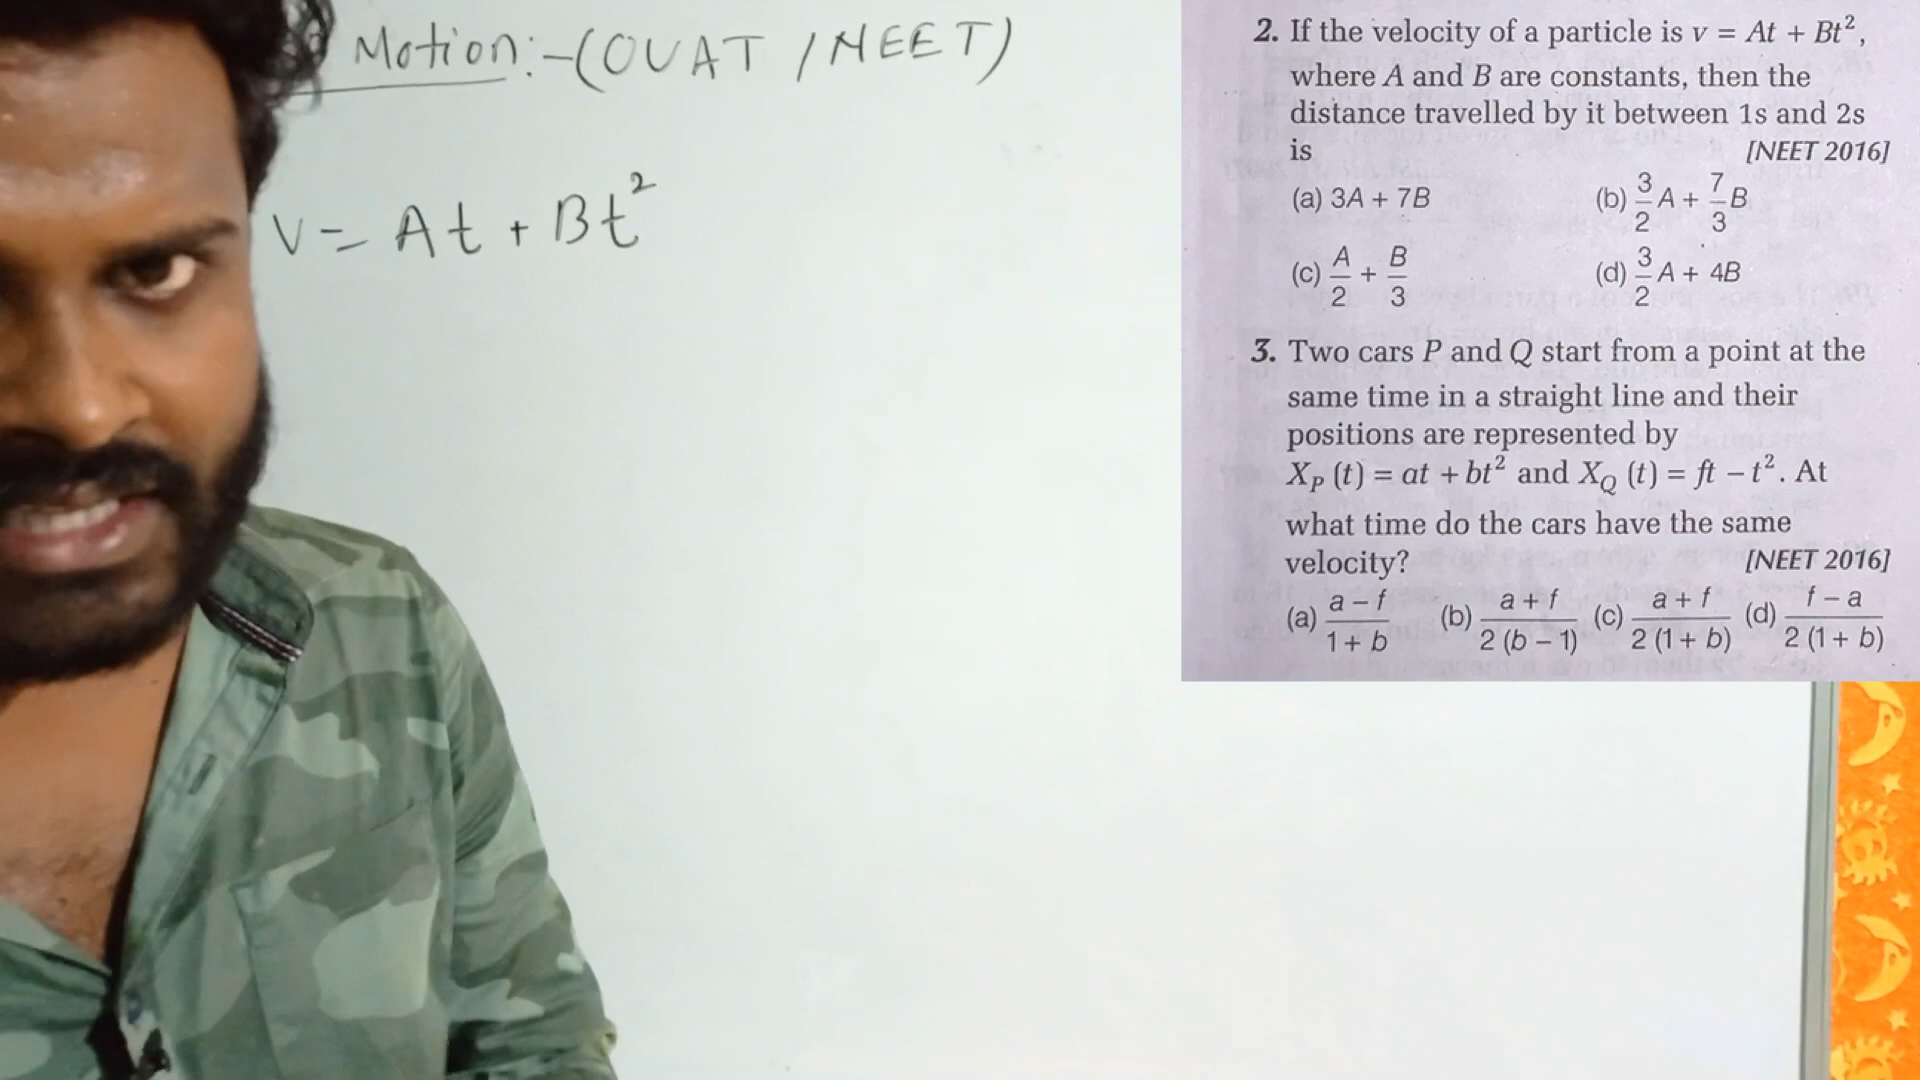 Motion:-(OUAT / NEET)
v = At + Bt²
2. If the velocity of a particle is v = At + Bt²,
where A and B are constants, then the
distance travelled by it between 1s and 2s
is [NEET 2016]
(a) 3A + 7B (b) 3/2 A + 7/3 B
(c) A/2 + B/3 (d) 3/2 A + 4B
3. Two cars P and Q start from a point at the
same time in a straight line and their
positions are represented by
X_P (t) = at + bt² and X_Q (t) = ft − t². At
what time do the cars have the same
velocity? [NEET 2016]
(a) a − f / 1 + b (b) a + f / 2 (b − 1) (c) a + f / 2 (1 + b) (d) f − a / 2 (1 + b)